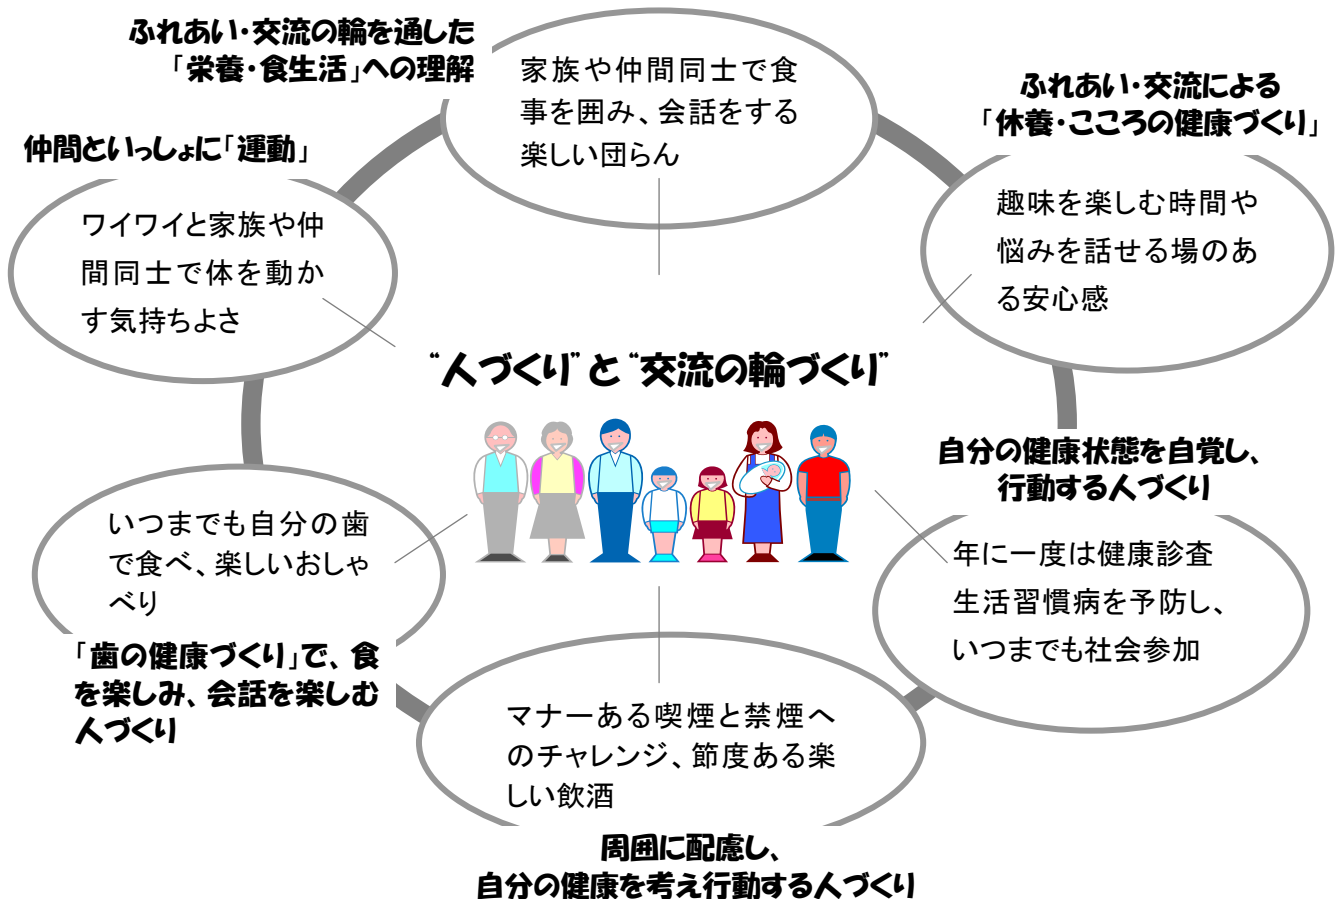 ふれあい・交流の輪を通した
「栄養・食生活」への理解
家族や仲間同士で食
事を囲み、会話をする
楽しい団らん
ふれあい・交流による
「休養・こころの健康づくり」
趣味を楽しむ時間や
悩みを話せる場のあ
る安心感
仲間といっしょに「運動」
ワイワイと家族や仲
間同士で体を動か
す気持ちよさ
“人づくり”と“交流の輪づくり”
自分の健康状態を自覚し、
行動する人づくり
年に一度は健康診査
生活習慣病を予防し、
いつまでも社会参加
いつまでも自分の歯
で食べ、楽しいおしゃ
べり
「歯の健康づくり」で、食
を楽しみ、会話を楽しむ
人づくり
マナーある喫煙と禁煙へ
のチャレンジ、節度ある楽
しい飲酒
周囲に配慮し、
自分の健康を考え行動する人づくり